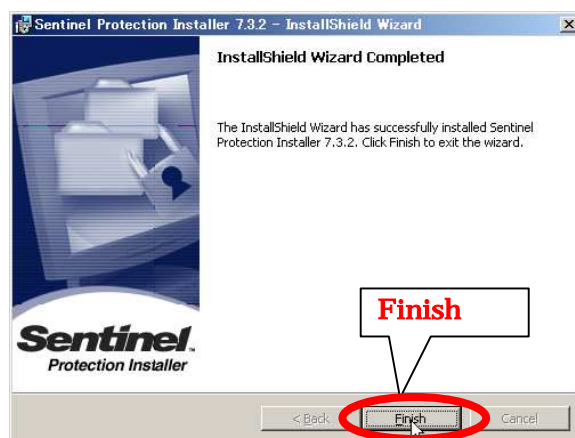 Sentinel Protection Installer 7.3.2 - InstallShield Wizard
InstallShield Wizard Completed
The InstallShield Wizard has successfully installed Sentinel
Protection Installer 7.3.2. Click Finish to exit the wizard.
Finish
Sentinel
Protection Installer
< Back
Finish
Cancel